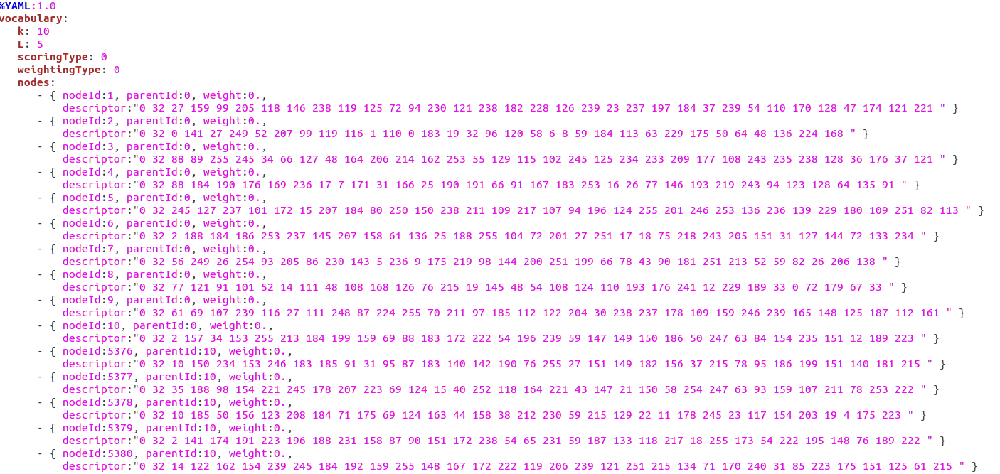 %YAML:1.0
vocabulary:
   k: 10
   L: 5
   scoringType: 0
   weightingType: 0
   nodes:
      - { nodeId:1, parentId:0, weight:0.,
          descriptor:"0 32 27 159 99 205 118 146 238 119 125 72 94 230 121 238 182 228 126 239 23 237 197 184 37 239 54 110 170 128 47 174 121 221 " }
      - { nodeId:2, parentId:0, weight:0.,
          descriptor:"0 32 0 141 27 249 52 207 99 119 116 1 110 0 183 19 32 96 120 58 6 8 59 184 113 63 229 175 50 64 48 136 224 168 " }
      - { nodeId:3, parentId:0, weight:0.,
          descriptor:"0 32 88 89 255 245 34 66 127 48 164 206 214 162 253 55 129 115 102 245 125 234 233 209 177 108 243 235 238 128 36 176 37 121 " }
      - { nodeId:4, parentId:0, weight:0.,
          descriptor:"0 32 88 184 190 176 169 236 17 7 171 31 166 25 190 191 66 91 167 183 253 16 26 77 146 193 219 243 94 123 128 64 135 91 " }
      - { nodeId:5, parentId:0, weight:0.,
          descriptor:"0 32 245 127 237 101 172 15 207 184 80 250 150 238 211 109 217 107 94 196 124 255 201 246 253 136 236 139 229 180 109 251 82 113 " }
      - { nodeId:6, parentId:0, weight:0.,
          descriptor:"0 32 2 188 184 186 253 237 145 207 158 61 136 25 188 255 104 72 201 27 251 17 18 75 218 243 205 151 31 127 144 72 133 234 " }
      - { nodeId:7, parentId:0, weight:0.,
          descriptor:"0 32 56 249 26 254 93 205 86 230 143 5 236 9 175 219 98 144 200 251 199 66 78 43 90 181 251 213 52 59 82 26 206 138 " }
      - { nodeId:8, parentId:0, weight:0.,
          descriptor:"0 32 77 121 91 101 52 14 111 48 108 168 126 76 215 19 145 48 54 108 124 110 193 176 241 12 229 189 33 0 72 179 67 33 " }
      - { nodeId:9, parentId:0, weight:0.,
          descriptor:"0 32 61 69 107 239 116 27 111 248 87 224 255 70 211 97 185 112 122 204 30 238 237 178 109 159 246 239 165 148 125 187 112 161 " }
      - { nodeId:10, parentId:0, weight:0.,
          descriptor:"0 32 2 157 34 153 255 213 184 199 159 69 88 183 172 222 54 196 239 59 147 149 150 186 50 247 63 84 154 235 151 12 189 223 " }
      - { nodeId:5376, parentId:10, weight:0.,
          descriptor:"0 32 10 150 234 153 246 183 185 91 31 95 87 183 140 142 190 76 255 27 151 149 182 156 37 215 78 95 186 199 151 140 181 215 " }
      - { nodeId:5377, parentId:10, weight:0.,
          descriptor:"0 32 35 188 98 154 221 245 178 207 223 69 124 15 40 252 118 164 221 43 147 21 150 58 254 247 63 93 159 107 211 78 253 222 " }
      - { nodeId:5378, parentId:10, weight:0.,
          descriptor:"0 32 10 185 50 156 123 208 184 71 175 69 124 163 44 158 38 212 230 59 215 129 22 11 178 245 23 117 154 203 19 4 175 223 " }
      - { nodeId:5379, parentId:10, weight:0.,
          descriptor:"0 32 2 141 174 191 223 196 188 231 158 87 90 151 172 238 54 65 231 59 187 133 118 217 18 255 173 54 222 195 148 76 189 222 " }
      - { nodeId:5380, parentId:10, weight:0.,
          descriptor:"0 32 14 122 162 154 239 245 184 192 159 255 148 167 172 222 119 206 239 121 251 215 134 71 170 240 31 85 223 175 151 125 61 215 " }